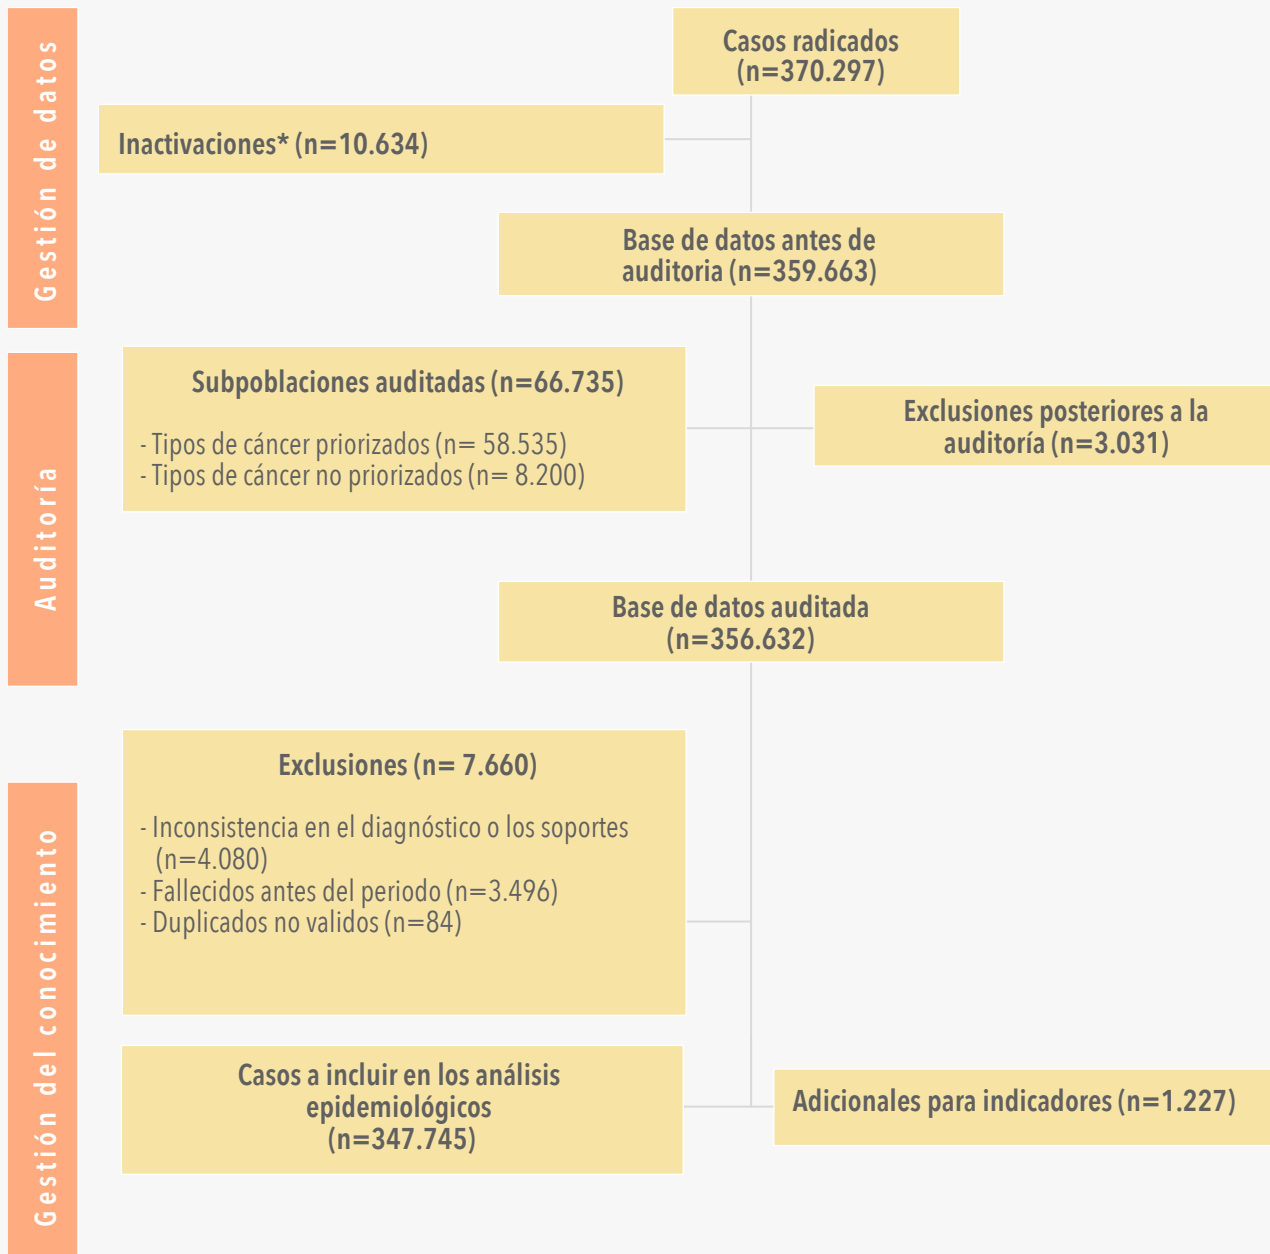 Gestión de datos
Casos radicados
(n=370.297)
Inactivaciones* (n=10.634)
Base de datos antes de
auditoria (n=359.663)
Auditoría
Subpoblaciones auditadas (n=66.735)
- Tipos de cáncer priorizados (n= 58.535)
- Tipos de cáncer no priorizados (n= 8.200)
Exclusiones posteriores a la
auditoría (n=3.031)
Base de datos auditada
(n=356.632)
Gestión del conocimiento
Exclusiones (n= 7.660)
- Inconsistencia en el diagnóstico o los soportes
(n=4.080)
- Fallecidos antes del periodo (n=3.496)
- Duplicados no validos (n=84)
Casos a incluir en los análisis
epidemiológicos
(n=347.745)
Adicionales para indicadores (n=1.227)